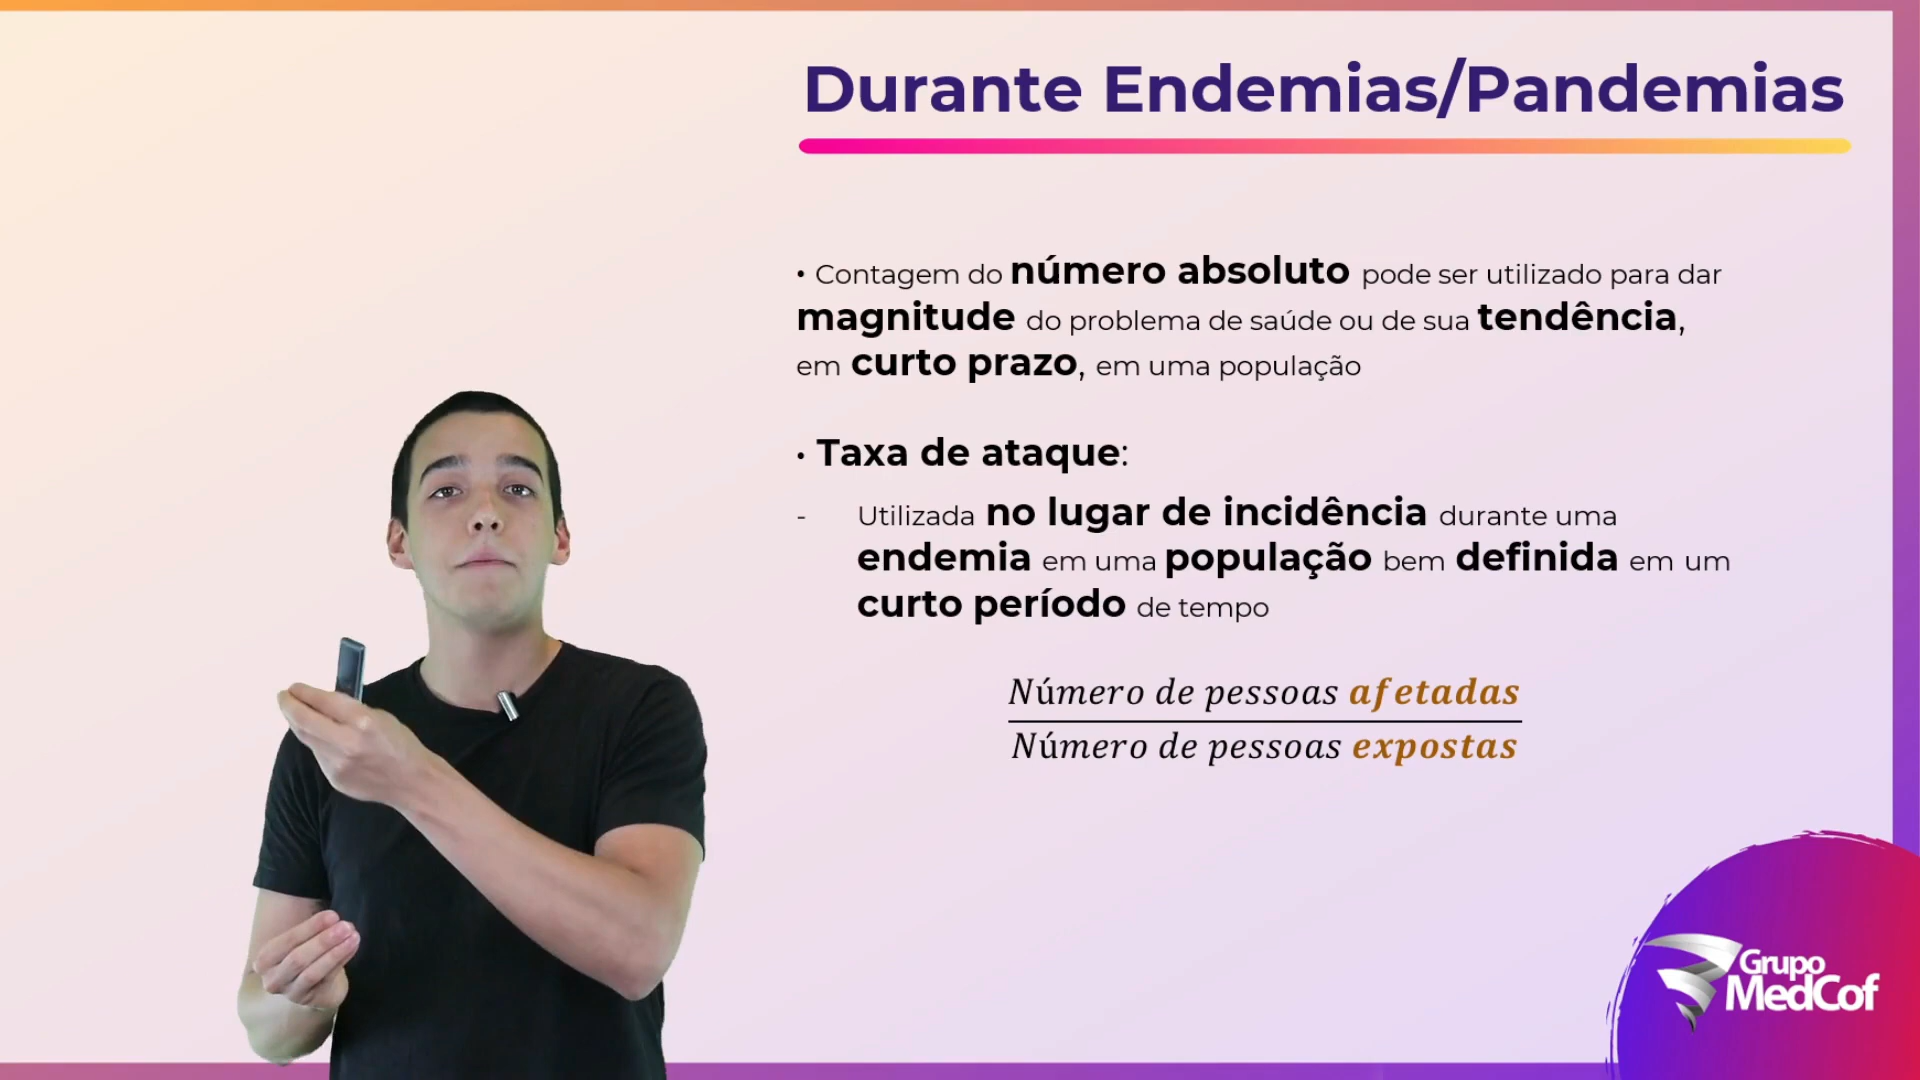 Durante Endemias/Pandemias
• Contagem do número absoluto pode ser utilizado para dar
magnitude do problema de saúde ou de sua tendência,
em curto prazo, em uma população
• Taxa de ataque:
- Utilizada no lugar de incidência durante uma
endemia em uma população bem definida em um
curto período de tempo
Número de pessoas afetadas
Número de pessoas expostas
Grupo
MedCof